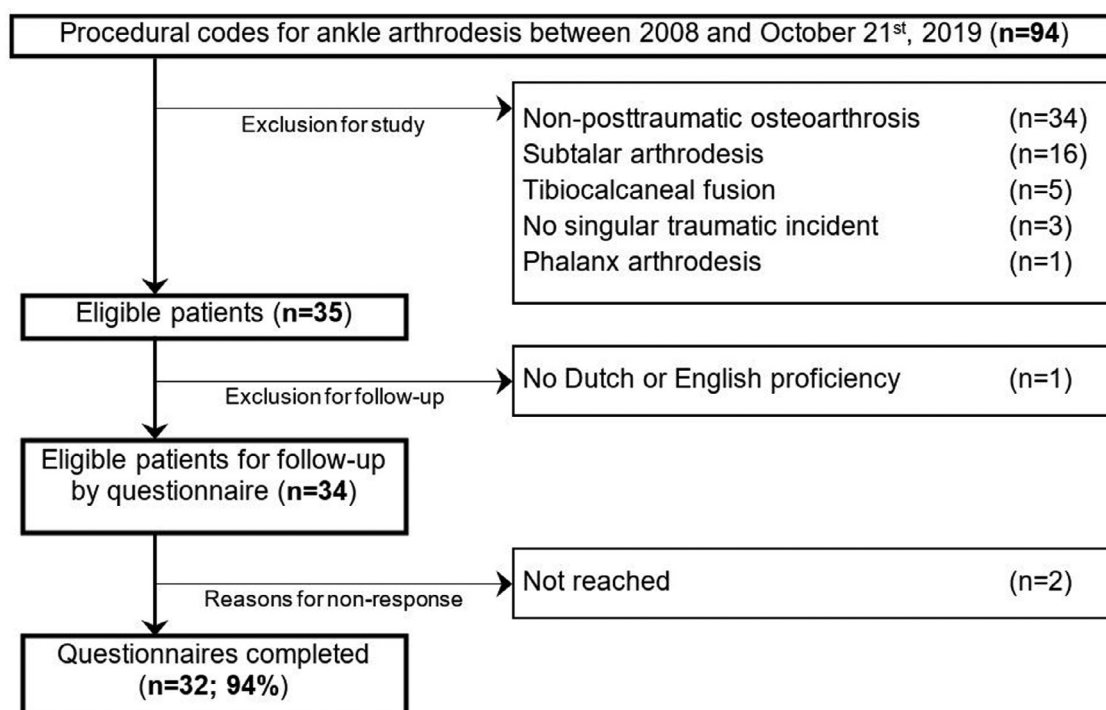 Procedural codes for ankle arthrodesis between 2008 and October 21st, 2019 (n=94)
Exclusion for study
Non-posttraumatic osteoarthrosis (n=34)
Subtalar arthrodesis (n=16)
Tibiocalcaneal fusion (n=5)
No singular traumatic incident (n=3)
Phalanx arthrodesis (n=1)
Eligible patients (n=35)
Exclusion for follow-up
No Dutch or English proficiency (n=1)
Eligible patients for follow-up
by questionnaire (n=34)
Reasons for non-response
Not reached (n=2)
Questionnaires completed
(n=32; 94%)